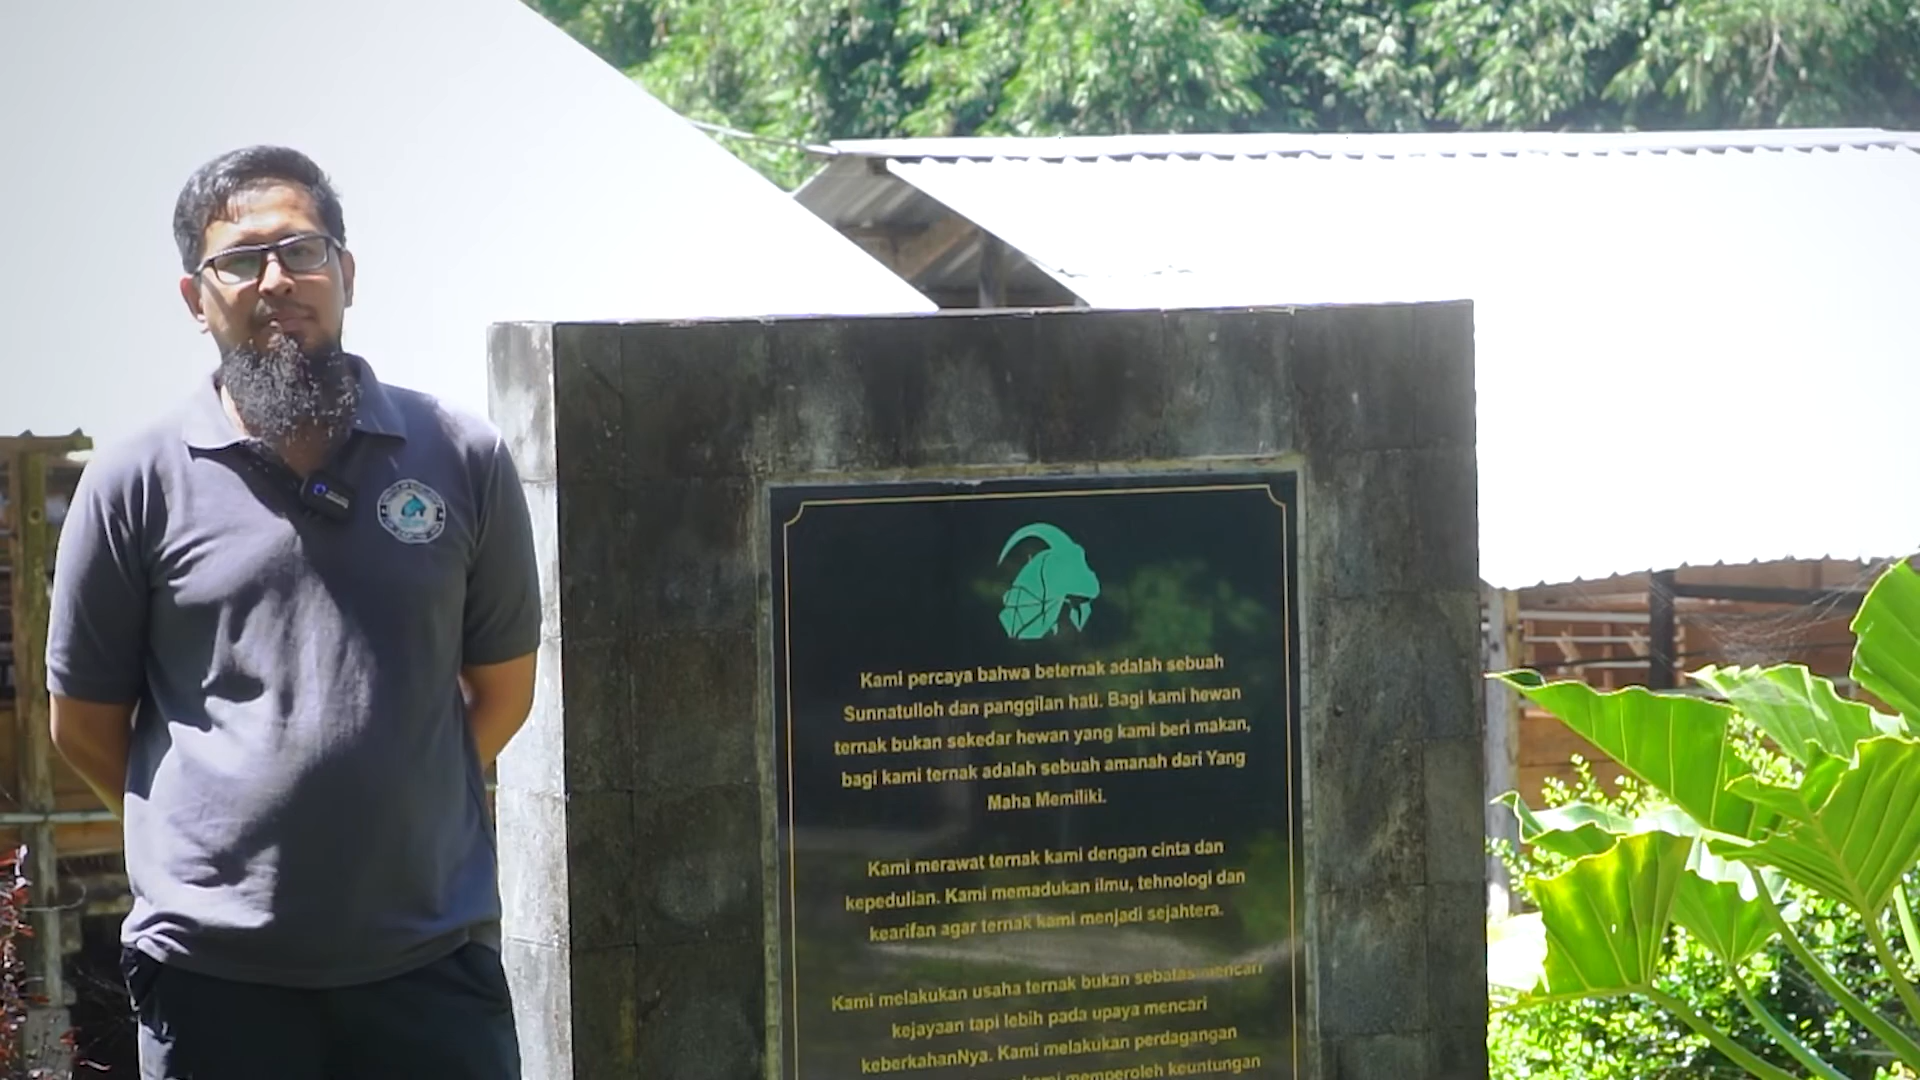 Kami percaya bahwa beternak adalah sebuah
Sunnatulloh dan panggilan hati. Bagi kami hewan
ternak bukan sekedar hewan yang kami beri makan,
bagi kami ternak adalah sebuah amanah dari Yang
Maha Memiliki.
Kami merawat ternak kami dengan cinta dan
kepedulian. Kami memadukan ilmu, tehnologi dan
kearifan agar ternak kami menjadi sejahtera.
Kami melakukan usaha ternak bukan sebatas mencari
kejayaan tapi lebih pada upaya mencari
keberkahanNya. Kami melakukan perdagangan
kami memperoleh keuntungan